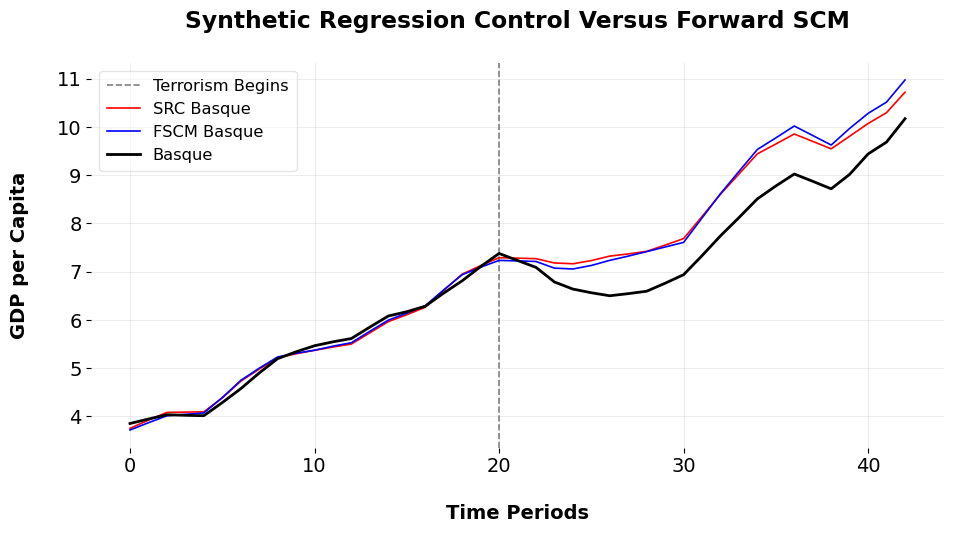 Synthetic Regression Control Versus Forward SCM
Terrorism Begins
SRC Basque
FSCM Basque
Basque
GDP per Capita
11
10
9
8
7
6
5
4
0 10 20 30 40
Time Periods